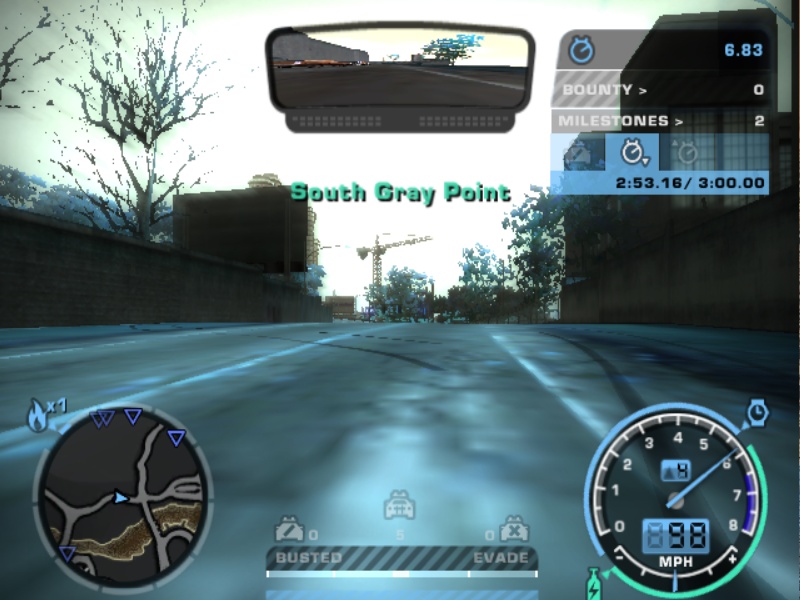 6.83
BOUNTY > 0
MILESTONES > 2
2:53.16/ 3:00.00
South Gray Point
x1
0 1 2 3 4 5 6 7 8
4
98
MPH
- +
0 5 0
BUSTED EVADE